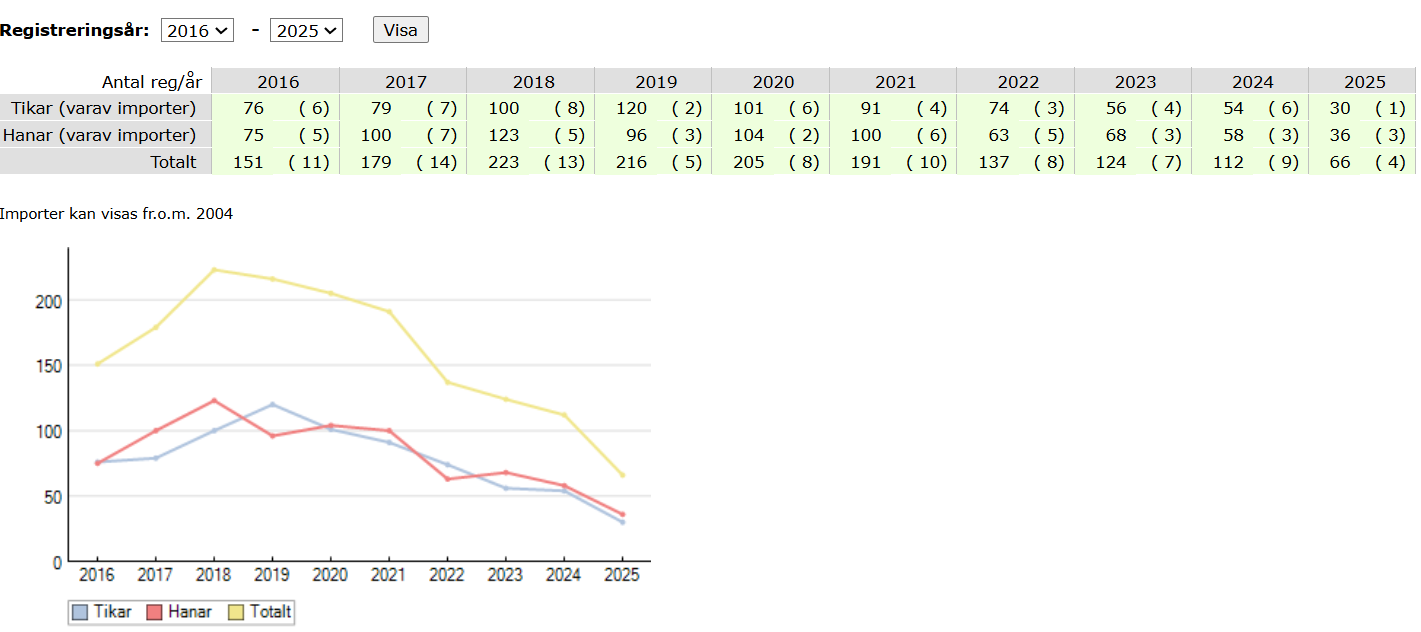 Registreringsår: 2016 - 2025 Visa
Antal reg/år 2016 2017 2018 2019 2020 2021 2022 2023 2024 2025
Tikar (varav importer) 76 ( 6) 79 ( 7) 100 ( 8) 120 ( 2) 101 ( 6) 91 ( 4) 74 ( 3) 56 ( 4) 54 ( 6) 30 ( 1)
Hanar (varav importer) 75 ( 5) 100 ( 7) 123 ( 5) 96 ( 3) 104 ( 2) 100 ( 6) 63 ( 5) 68 ( 3) 58 ( 3) 36 ( 3)
Totalt 151 ( 11) 179 ( 14) 223 ( 13) 216 ( 5) 205 ( 8) 191 ( 10) 137 ( 8) 124 ( 7) 112 ( 9) 66 ( 4)
Importer kan visas fr.o.m. 2004
200
150
100
50
0
2016 2017 2018 2019 2020 2021 2022 2023 2024 2025
Tikar Hanar Totalt